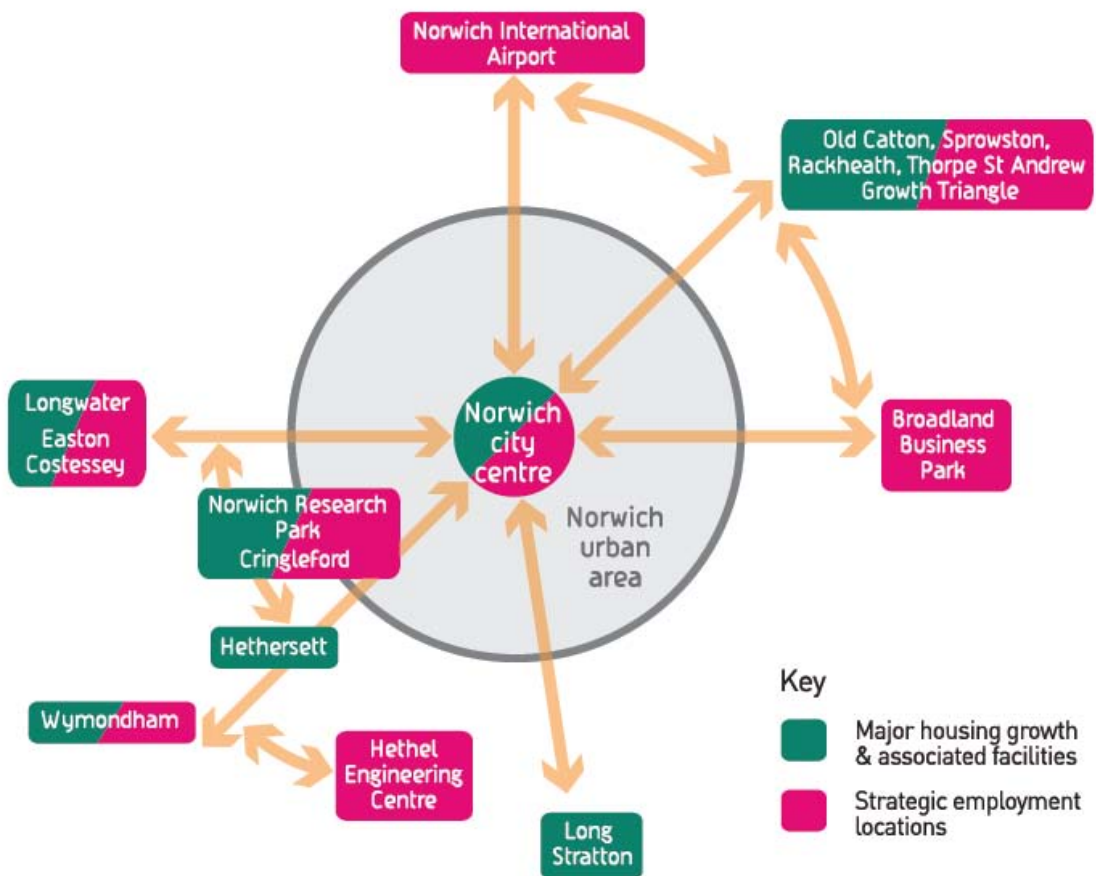 Norwich International
Airport
Old Catton, Sprowston,
Rackheath, Thorpe St Andrew
Growth Triangle
Longwater
Easton
Costessey
Norwich
city
centre
Broadland
Business
Park
Norwich Research
Park
Cringleford
Norwich
urban
area
Hethersett
Wymondham
Hethel
Engineering
Centre
Long
Stratton
Key
Major housing growth
& associated facilities
Strategic employment
locations